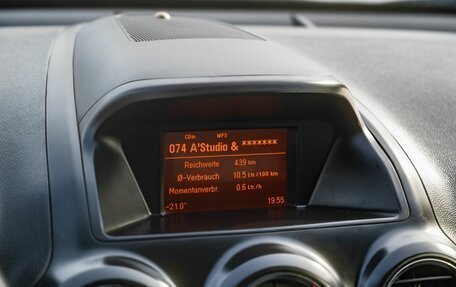 CDin MP3
074 A'Studio & *******
Reichweite 439 km
Ø-Verbrauch 10.5 Ltr./100 km
Momentanverbr. 0.6 Ltr./h
-21.0° 19:55